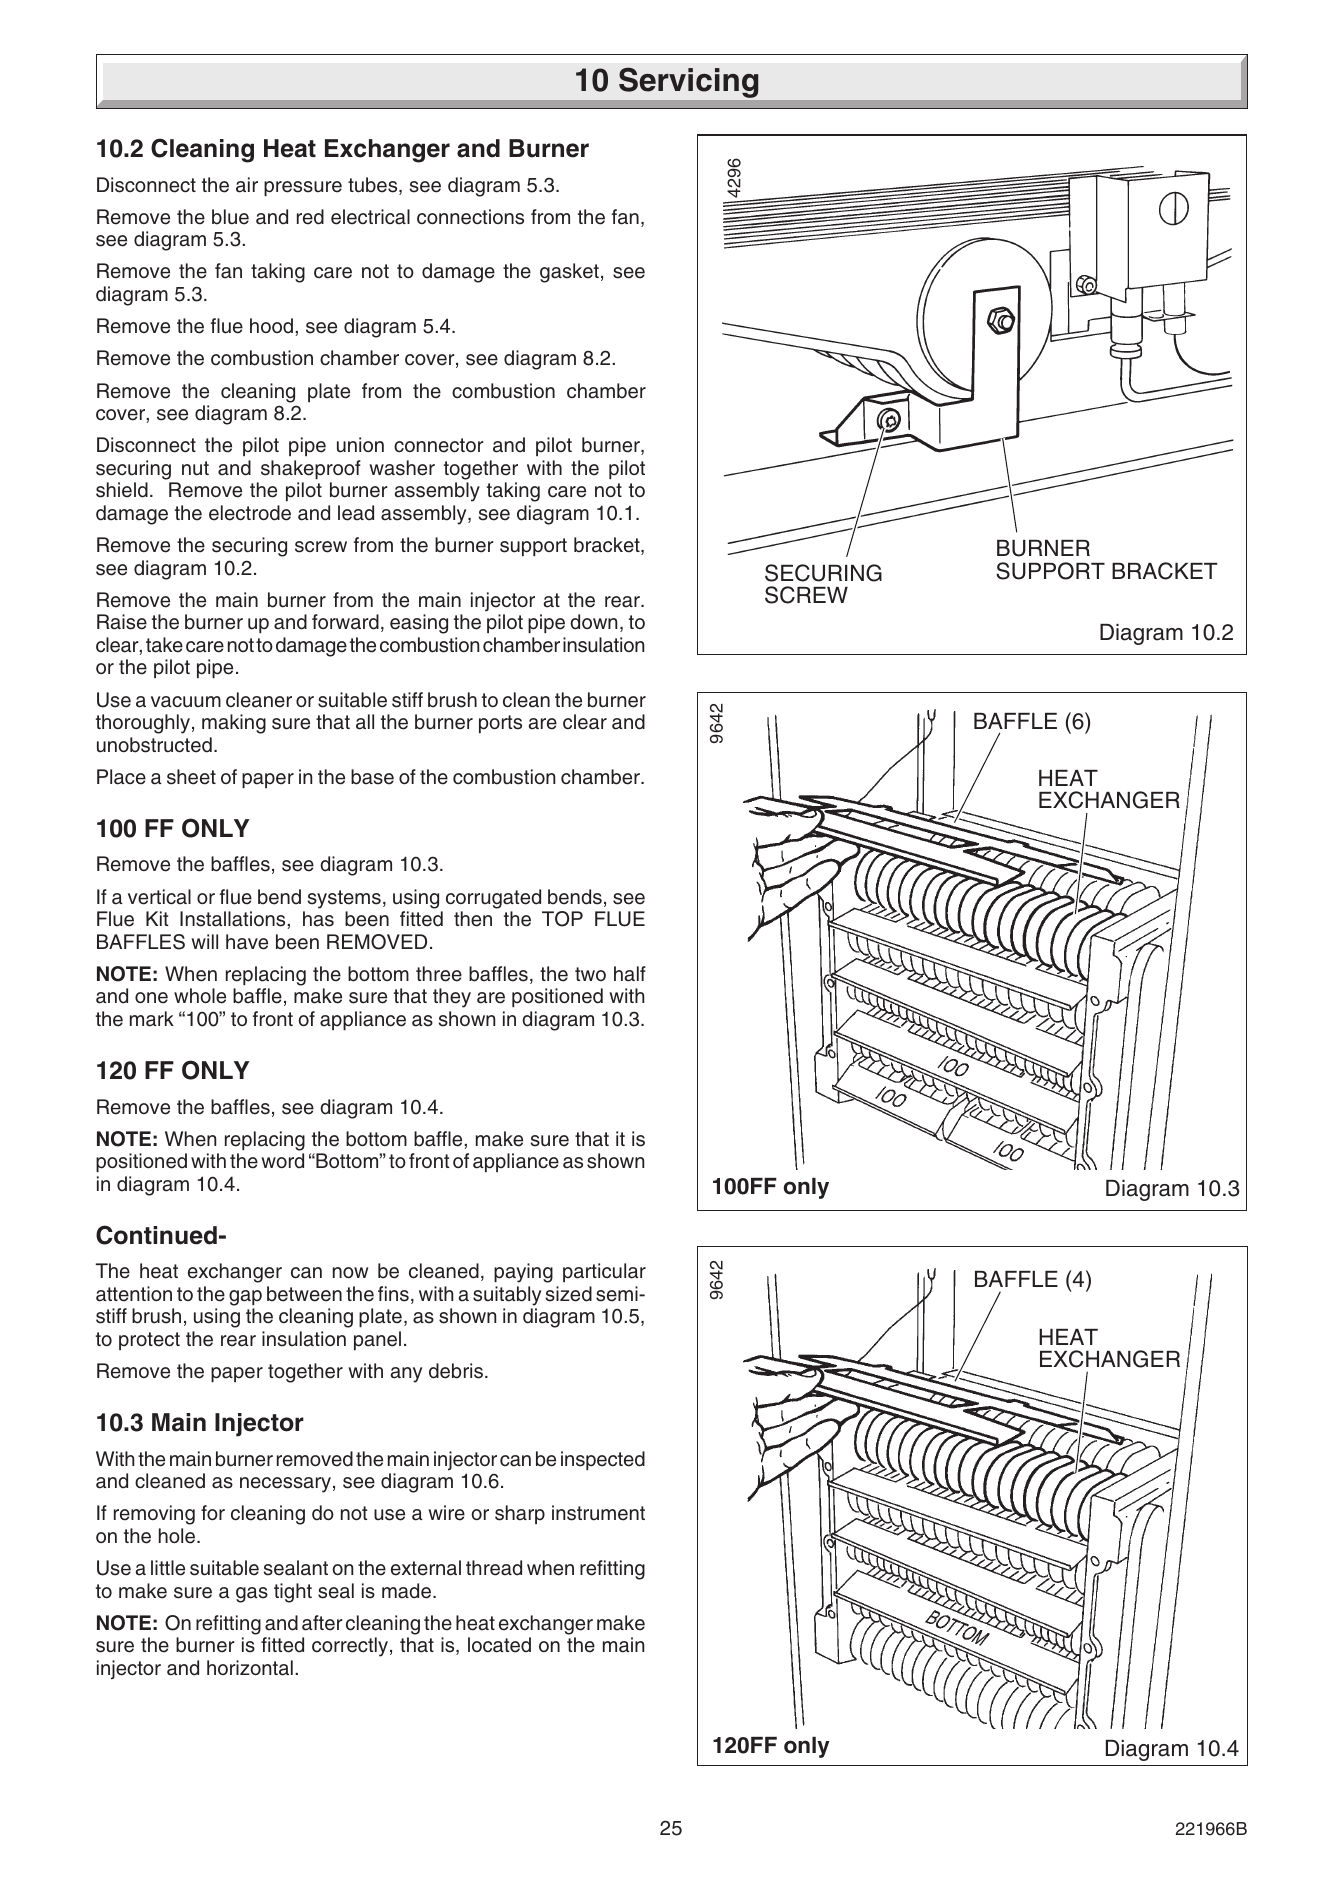 10 Servicing
10.2 Cleaning Heat Exchanger and Burner
Disconnect the air pressure tubes, see diagram 5.3.
Remove the blue and red electrical connections from the fan,
see diagram 5.3.
Remove the fan taking care not to damage the gasket, see
diagram 5.3.
Remove the flue hood, see diagram 5.4.
Remove the combustion chamber cover, see diagram 8.2.
Remove the cleaning plate from the combustion chamber
cover, see diagram 8.2.
Disconnect the pilot pipe union connector and pilot burner,
securing nut and shakeproof washer together with the pilot
shield. Remove the pilot burner assembly taking care not to
damage the electrode and lead assembly, see diagram 10.1.
Remove the securing screw from the burner support bracket,
see diagram 10.2.
Remove the main burner from the main injector at the rear.
Raise the burner up and forward, easing the pilot pipe down, to
clear, take care not to damage the combustion chamber insulation
or the pilot pipe.
Use a vacuum cleaner or suitable stiff brush to clean the burner
thoroughly, making sure that all the burner ports are clear and
unobstructed.
Place a sheet of paper in the base of the combustion chamber.
100 FF ONLY
Remove the baffles, see diagram 10.3.
If a vertical or flue bend systems, using corrugated bends, see
Flue Kit Installations, has been fitted then the TOP FLUE
BAFFLES will have been REMOVED.
NOTE: When replacing the bottom three baffles, the two half
and one whole baffle, make sure that they are positioned with
the mark “100” to front of appliance as shown in diagram 10.3.
120 FF ONLY
Remove the baffles, see diagram 10.4.
NOTE: When replacing the bottom baffle, make sure that it is
positioned with the word “Bottom” to front of appliance as shown
in diagram 10.4.
Continued-
The heat exchanger can now be cleaned, paying particular
attention to the gap between the fins, with a suitably sized semi-
stiff brush, using the cleaning plate, as shown in diagram 10.5,
to protect the rear insulation panel.
Remove the paper together with any debris.
10.3 Main Injector
With the main burner removed the main injector can be inspected
and cleaned as necessary, see diagram 10.6.
If removing for cleaning do not use a wire or sharp instrument
on the hole.
Use a little suitable sealant on the external thread when refitting
to make sure a gas tight seal is made.
NOTE: On refitting and after cleaning the heat exchanger make
sure the burner is fitted correctly, that is, located on the main
injector and horizontal.
4296
SECURING
SCREW
BURNER
SUPPORT BRACKET
Diagram 10.2
9642
BAFFLE (6)
HEAT
EXCHANGER
100
100
100
100FF only
Diagram 10.3
9642
BAFFLE (4)
HEAT
EXCHANGER
BOTTOM
120FF only
Diagram 10.4
25
221966B